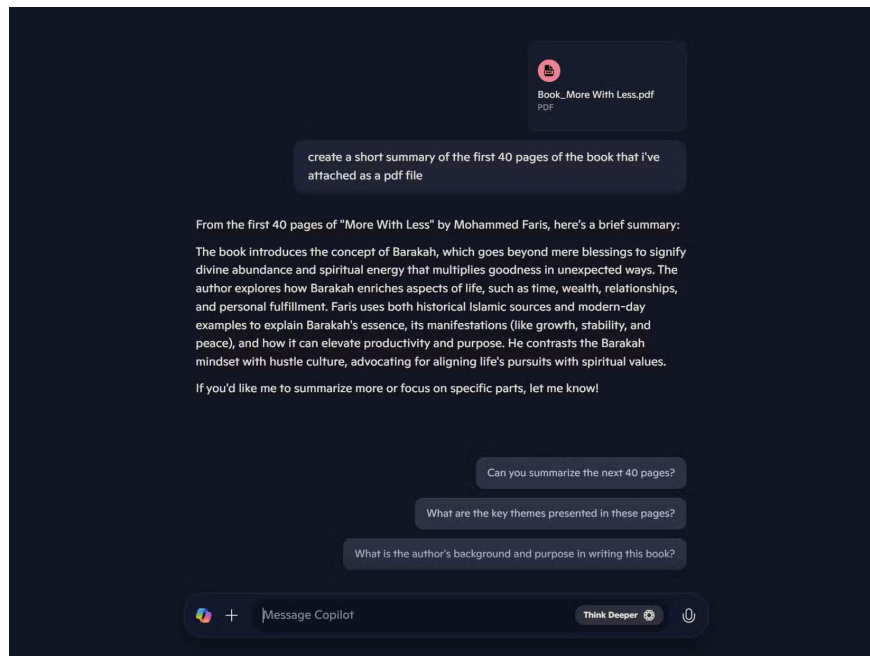 Book_More With Less.pdf
PDF
create a short summary of the first 40 pages of the book that i've
attached as a pdf file
From the first 40 pages of "More With Less" by Mohammed Faris, here's a brief summary:
The book introduces the concept of Barakah, which goes beyond mere blessings to signify
divine abundance and spiritual energy that multiplies goodness in unexpected ways. The
author explores how Barakah enriches aspects of life, such as time, wealth, relationships,
and personal fulfillment. Faris uses both historical Islamic sources and modern-day
examples to explain Barakah's essence, its manifestations (like growth, stability, and
peace), and how it can elevate productivity and purpose. He contrasts the Barakah
mindset with hustle culture, advocating for aligning life's pursuits with spiritual values.
If you'd like me to summarize more or focus on specific parts, let me know!
Can you summarize the next 40 pages?
What are the key themes presented in these pages?
What is the author's background and purpose in writing this book?
Message Copilot
Think Deeper